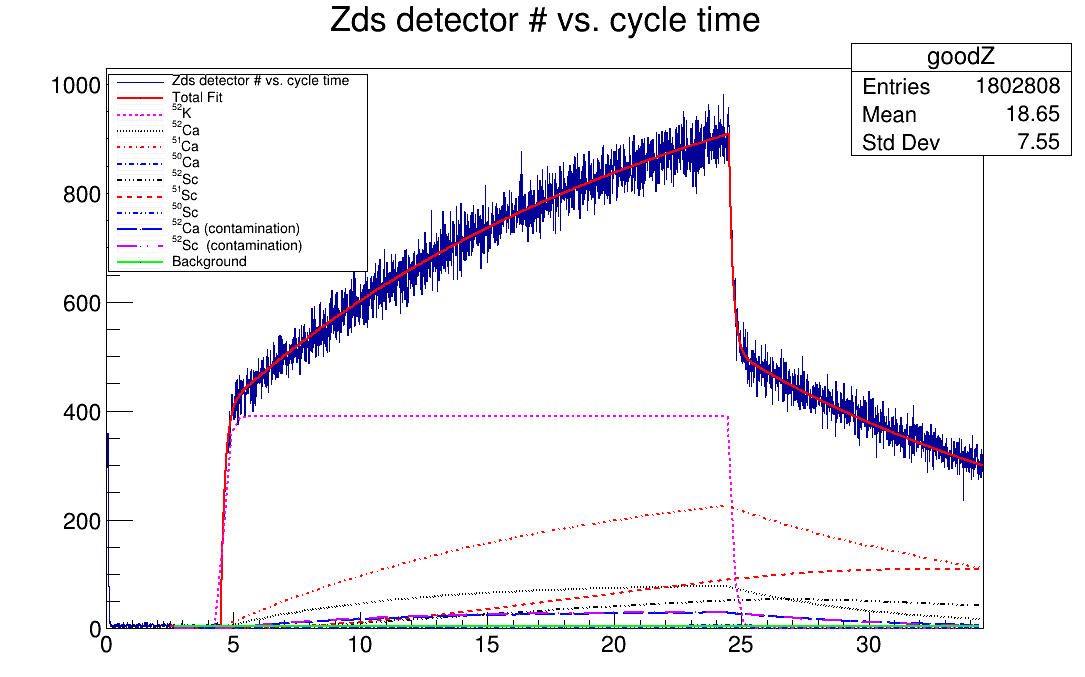 Zds detector # vs. cycle time
goodZ
Entries 1802808
Mean 18.65
Std Dev 7.55
Zds detector # vs. cycle time
Total Fit
⁵²K
⁵²Ca
⁵¹Ca
⁵⁰Ca
⁵²Sc
⁵¹Sc
⁵⁰Sc
⁵²Ca (contamination)
⁵²Sc (contamination)
Background
1000
800
600
400
200
0
0 5 10 15 20 25 30